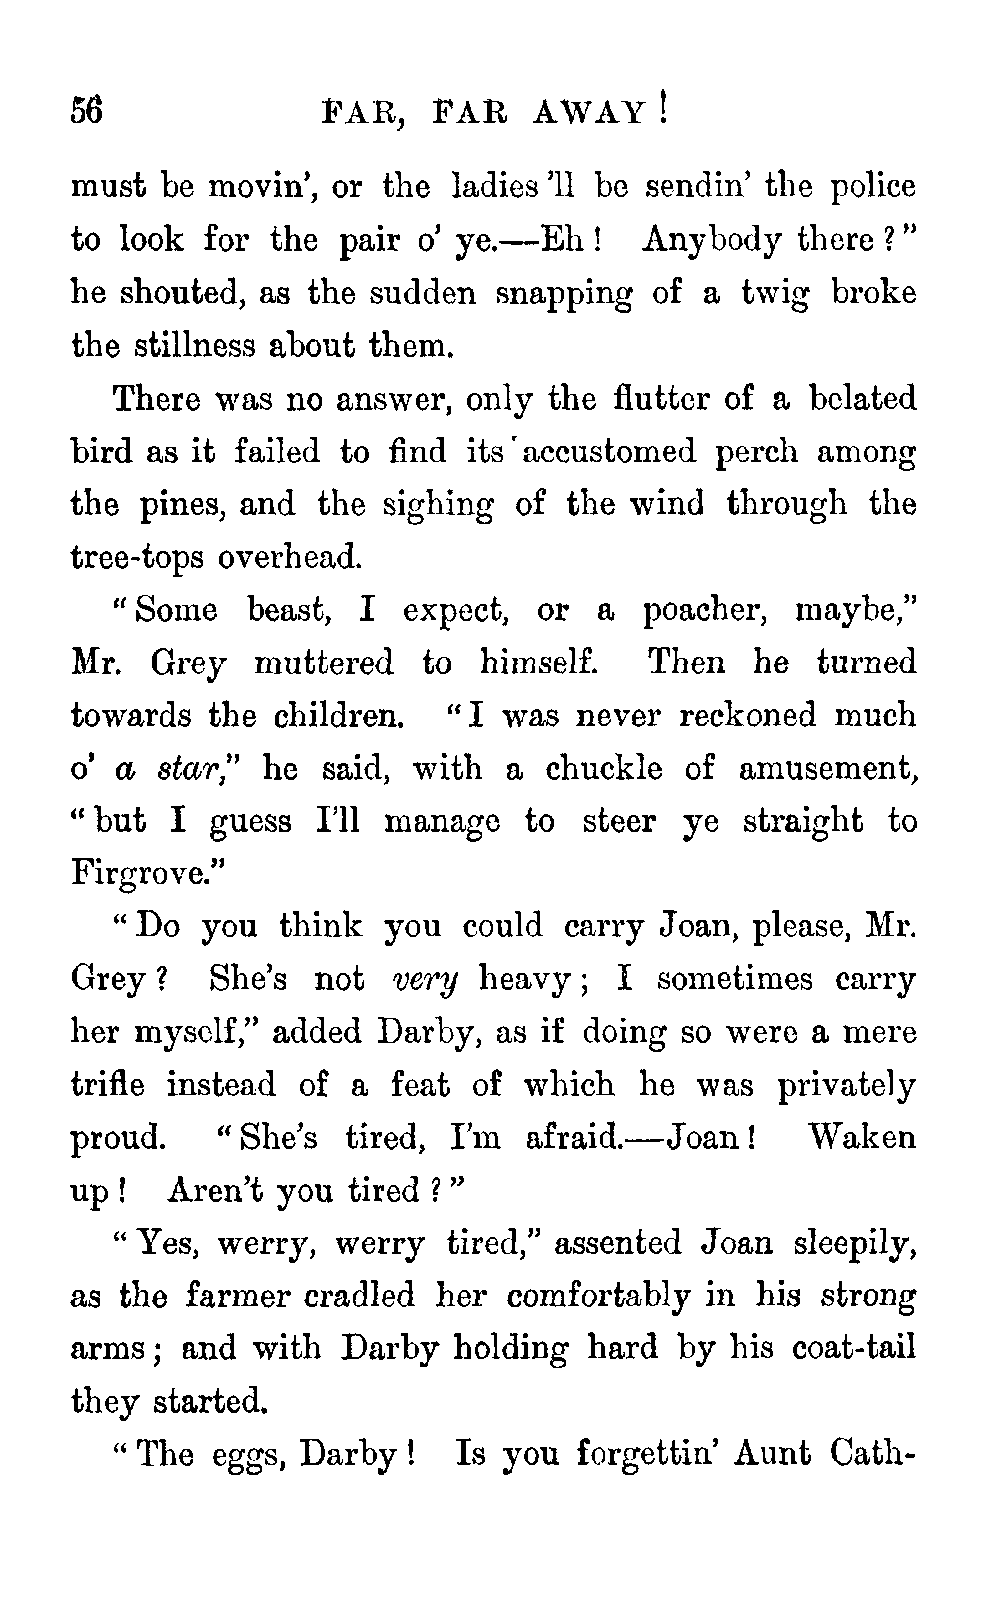 56 FAR, FAR AWAY!
must be movin', or the ladies 'll be sendin' the police
to look for the pair o' ye.—Eh! Anybody there?"
he shouted, as the sudden snapping of a twig broke
the stillness about them.
There was no answer, only the flutter of a belated
bird as it failed to find its accustomed perch among
the pines, and the sighing of the wind through the
tree-tops overhead.
"Some beast, I expect, or a poacher, maybe,"
Mr. Grey muttered to himself. Then he turned
towards the children. "I was never reckoned much
o' a star," he said, with a chuckle of amusement,
"but I guess I'll manage to steer ye straight to
Firgrove."
"Do you think you could carry Joan, please, Mr.
Grey? She's not very heavy; I sometimes carry
her myself," added Darby, as if doing so were a mere
trifle instead of a feat of which he was privately
proud. "She's tired, I'm afraid.—Joan! Waken
up! Aren't you tired?"
"Yes, werry, werry tired," assented Joan sleepily,
as the farmer cradled her comfortably in his strong
arms; and with Darby holding hard by his coat-tail
they started.
"The eggs, Darby! Is you forgettin' Aunt Cath-